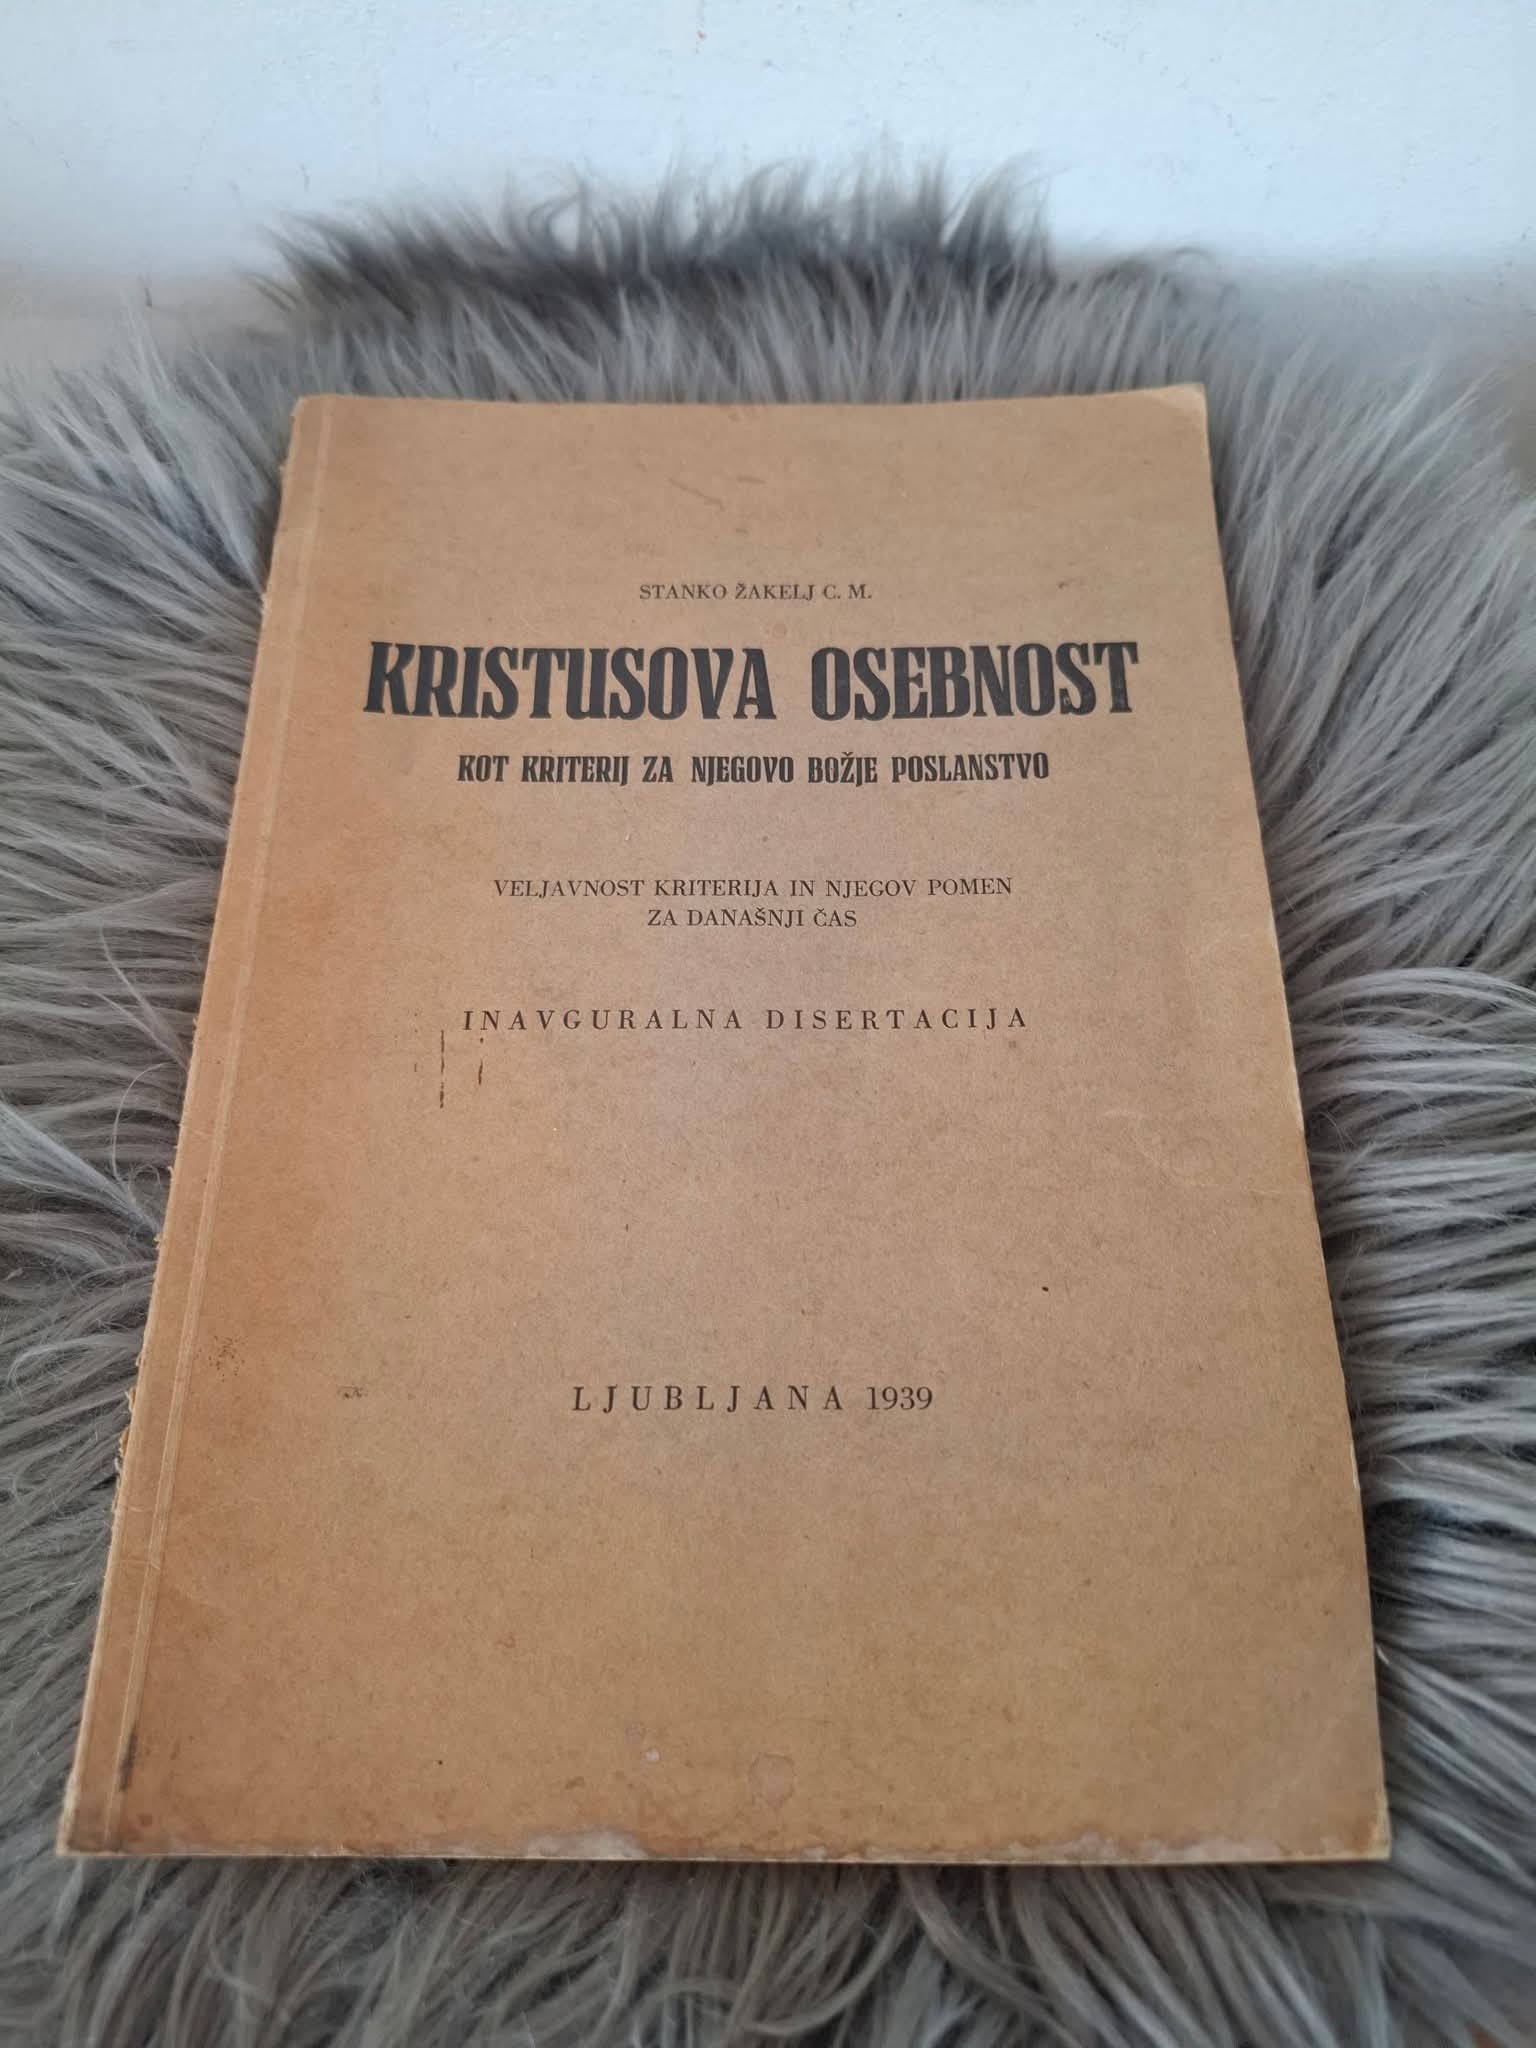 STANKO ŽAKELJ C. M.
KRISTUSOVA OSEBNOST
KOT KRITERIJ ZA NJEGOVO BOŽJE POSLANSTVO
VELJAVNOST KRITERIJA IN NJEGOV POMEN
ZA DANAŠNJI ČAS
INAVGURALNA DISERTACIJA
LJUBLJANA 1939